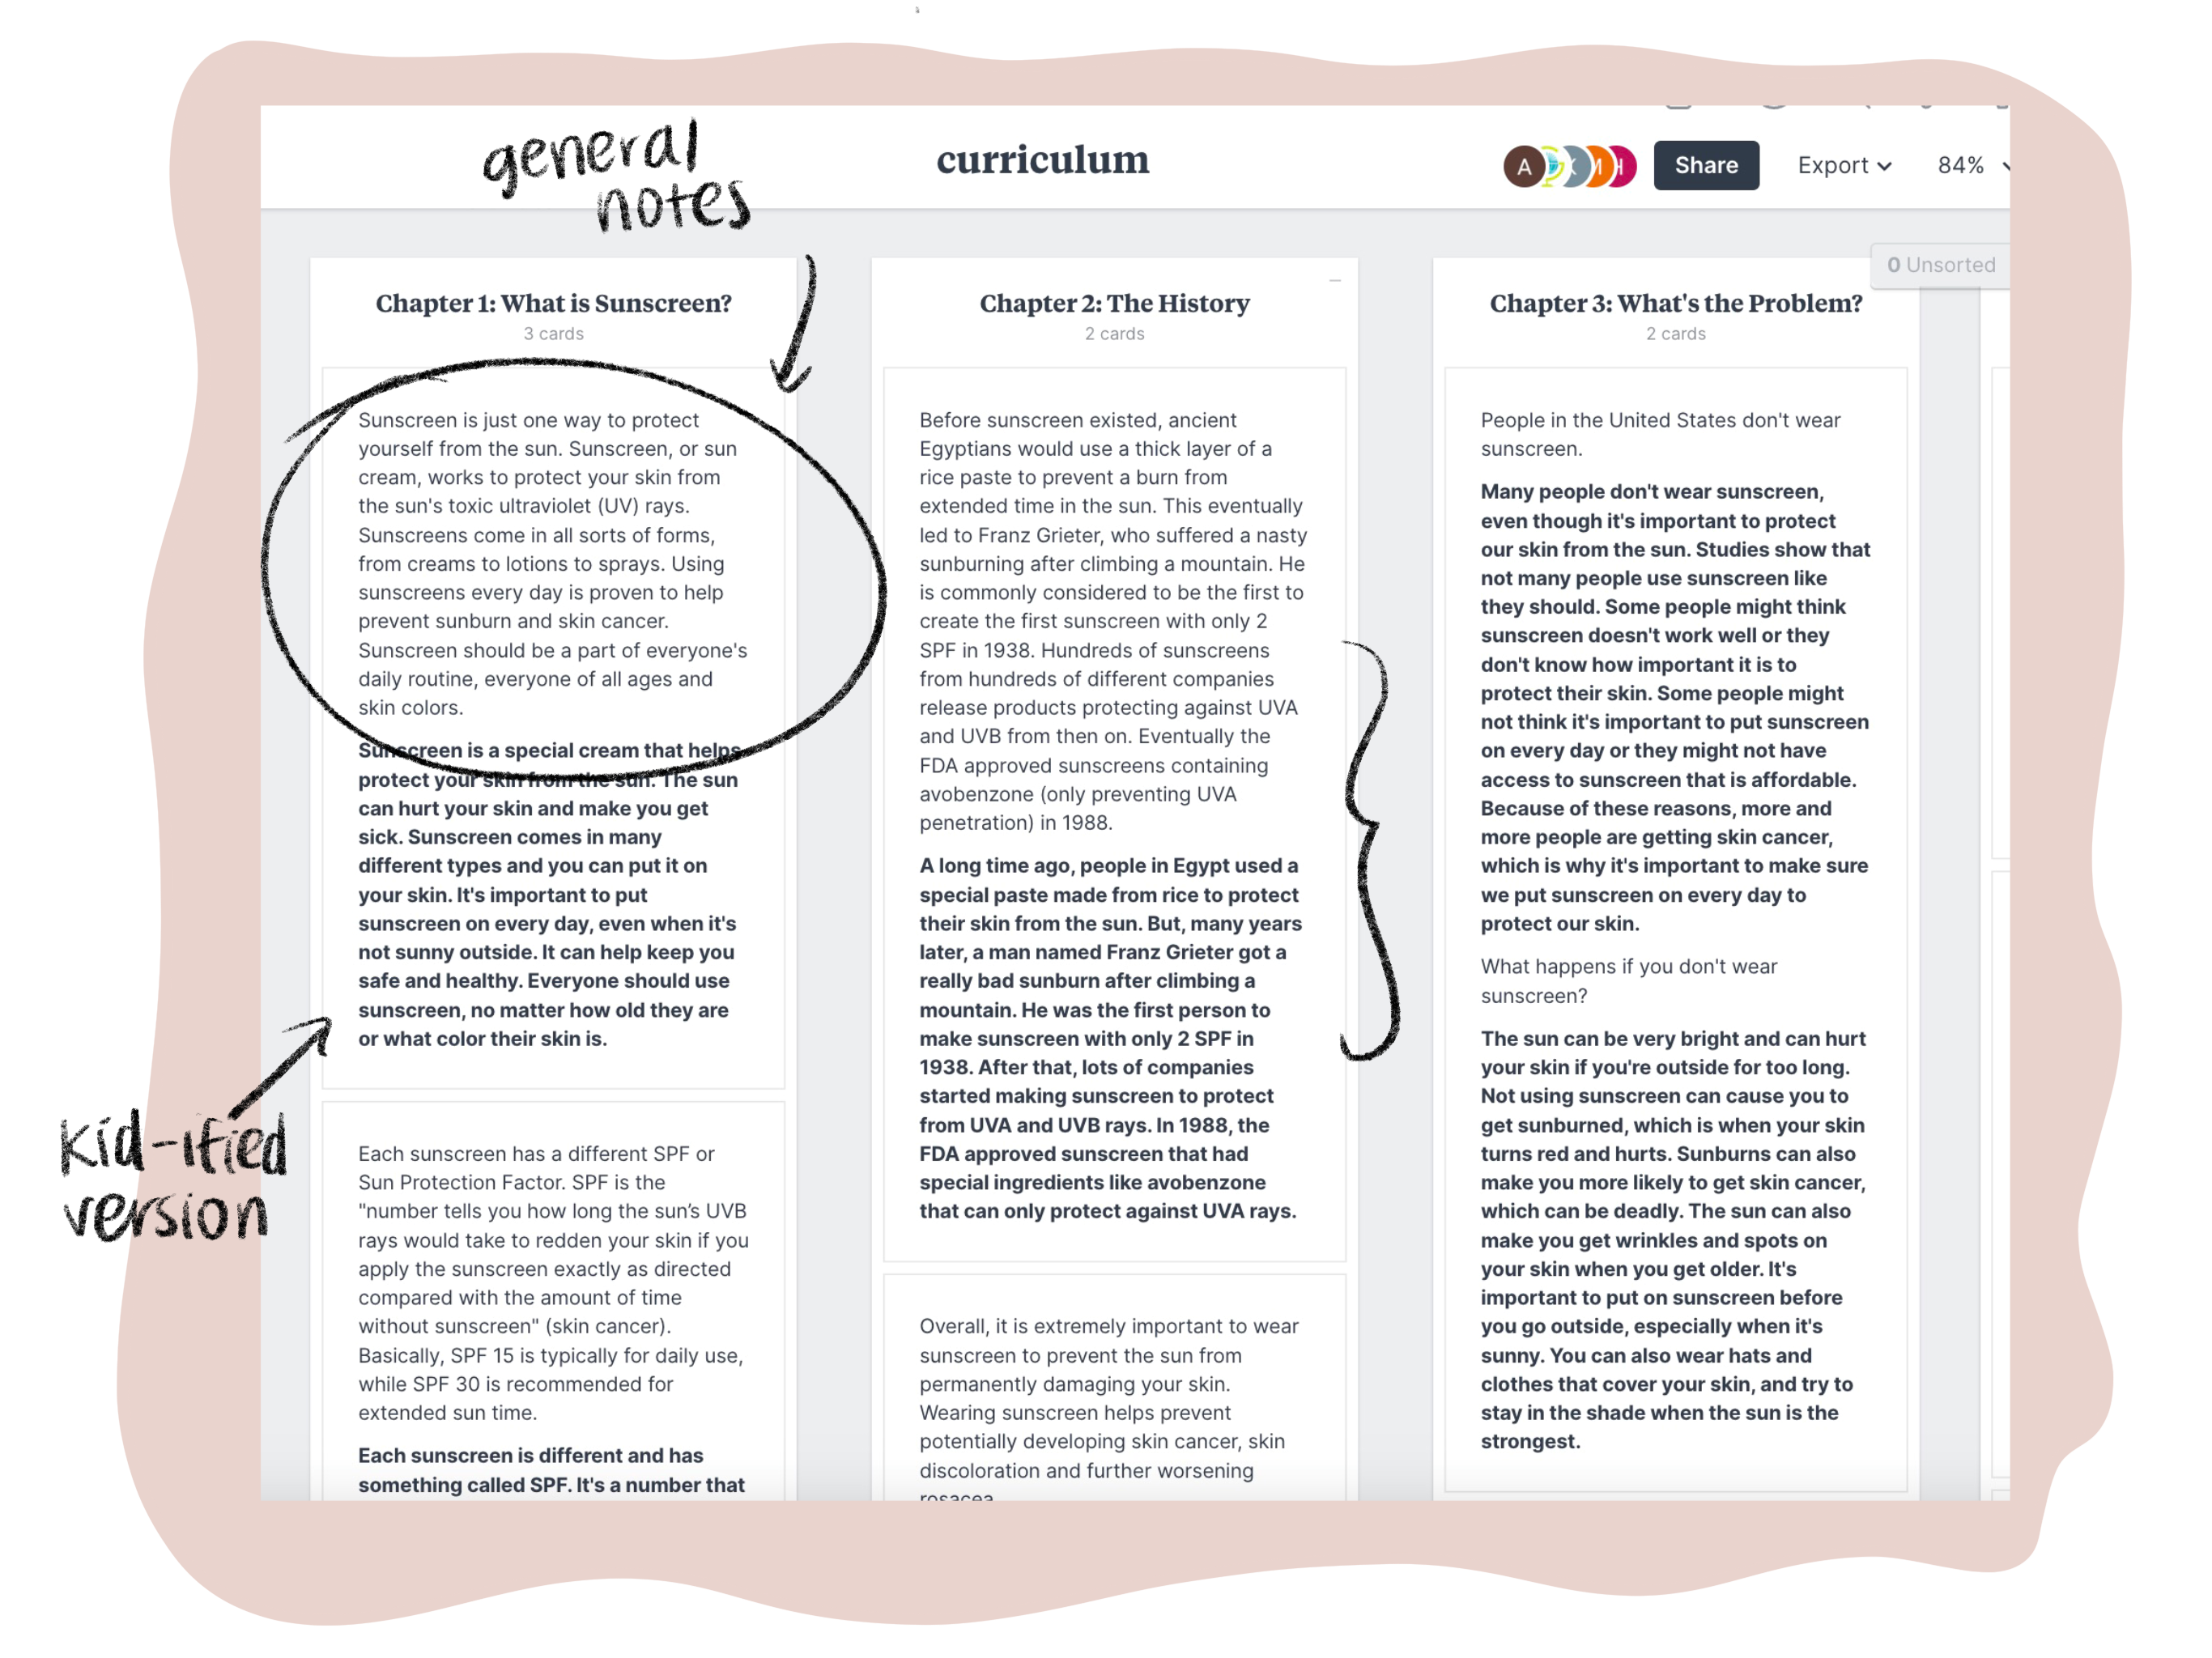 general
notes
curriculum
A
Share
Export
84%
0 Unsorted
Chapter 1: What is Sunscreen?
3 cards
Sunscreen is just one way to protect
yourself from the sun. Sunscreen, or sun
cream, works to protect your skin from
the sun's toxic ultraviolet (UV) rays.
Sunscreens come in all sorts of forms,
from creams to lotions to sprays. Using
sunscreens every day is proven to help
prevent sunburn and skin cancer.
Sunscreen should be a part of everyone's
daily routine, everyone of all ages and
skin colors.
Sunscreen is a special cream that helps
protect your skin from the sun. The sun
can hurt your skin and make you get
sick. Sunscreen comes in many
different types and you can put it on
your skin. It's important to put
sunscreen on every day, even when it's
not sunny outside. It can help keep you
safe and healthy. Everyone should use
sunscreen, no matter how old they are
or what color their skin is.
kid-ified
version
Each sunscreen has a different SPF or
Sun Protection Factor. SPF is the
"number tells you how long the sun’s UVB
rays would take to redden your skin if you
apply the sunscreen exactly as directed
compared with the amount of time
without sunscreen" (skin cancer).
Basically, SPF 15 is typically for daily use,
while SPF 30 is recommended for
extended sun time.
Each sunscreen is different and has
something called SPF. It's a number that
Chapter 2: The History
2 cards
Before sunscreen existed, ancient
Egyptians would use a thick layer of a
rice paste to prevent a burn from
extended time in the sun. This eventually
led to Franz Grieter, who suffered a nasty
sunburning after climbing a mountain. He
is commonly considered to be the first to
create the first sunscreen with only 2
SPF in 1938. Hundreds of sunscreens
from hundreds of different companies
release products protecting against UVA
and UVB from then on. Eventually the
FDA approved sunscreens containing
avobenzone (only preventing UVA
penetration) in 1988.
A long time ago, people in Egypt used a
special paste made from rice to protect
their skin from the sun. But, many years
later, a man named Franz Grieter got a
really bad sunburn after climbing a
mountain. He was the first person to
make sunscreen with only 2 SPF in
1938. After that, lots of companies
started making sunscreen to protect
from UVA and UVB rays. In 1988, the
FDA approved sunscreen that had
special ingredients like avobenzone
that can only protect against UVA rays.
Overall, it is extremely important to wear
sunscreen to prevent the sun from
permanently damaging your skin.
Wearing sunscreen helps prevent
potentially developing skin cancer, skin
discoloration and further worsening
rosacea
Chapter 3: What's the Problem?
2 cards
People in the United States don't wear
sunscreen.
Many people don't wear sunscreen,
even though it's important to protect
our skin from the sun. Studies show that
not many people use sunscreen like
they should. Some people might think
sunscreen doesn't work well or they
don't know how important it is to
protect their skin. Some people might
not think it's important to put sunscreen
on every day or they might not have
access to sunscreen that is affordable.
Because of these reasons, more and
more people are getting skin cancer,
which is why it's important to make sure
we put sunscreen on every day to
protect our skin.
What happens if you don't wear
sunscreen?
The sun can be very bright and can hurt
your skin if you're outside for too long.
Not using sunscreen can cause you to
get sunburned, which is when your skin
turns red and hurts. Sunburns can also
make you more likely to get skin cancer,
which can be deadly. The sun can also
make you get wrinkles and spots on
your skin when you get older. It's
important to put on sunscreen before
you go outside, especially when it's
sunny. You can also wear hats and
clothes that cover your skin, and try to
stay in the shade when the sun is the
strongest.